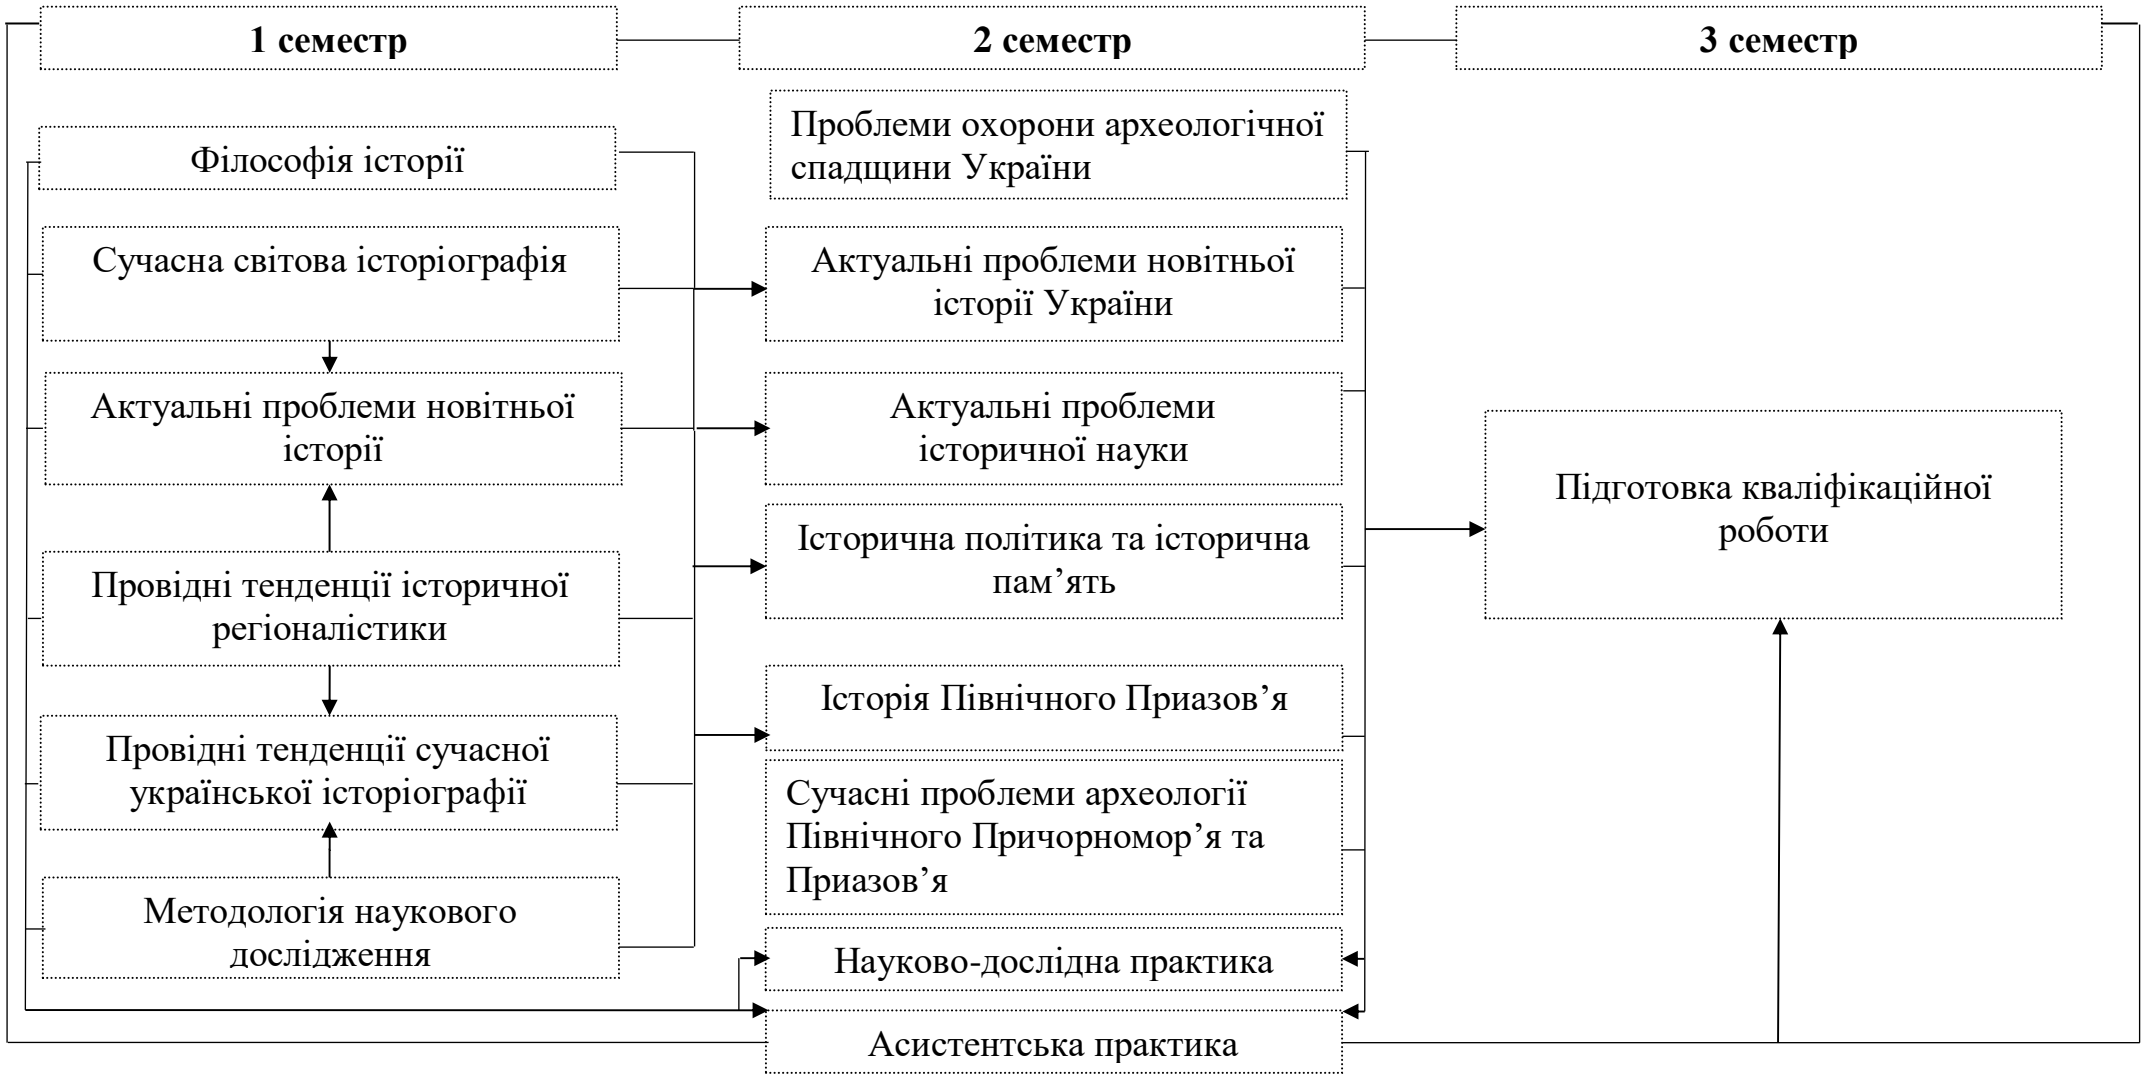 1 семестр
2 семестр
3 семестр
Філософія історії
Сучасна світова історіографія
Актуальні проблеми новітньої
історії
Провідні тенденції історичної
регіоналістики
Провідні тенденції сучасної
української історіографії
Методологія наукового
дослідження
Проблеми охорони археологічної
спадщини України
Актуальні проблеми новітньої
історії України
Актуальні проблеми
історичної науки
Історична політика та історична
пам’ять
Історія Північного Приазов’я
Сучасні проблеми археології
Північного Причорномор’я та
Приазов’я
Науково-дослідна практика
Асистентська практика
Підготовка кваліфікаційної
роботи